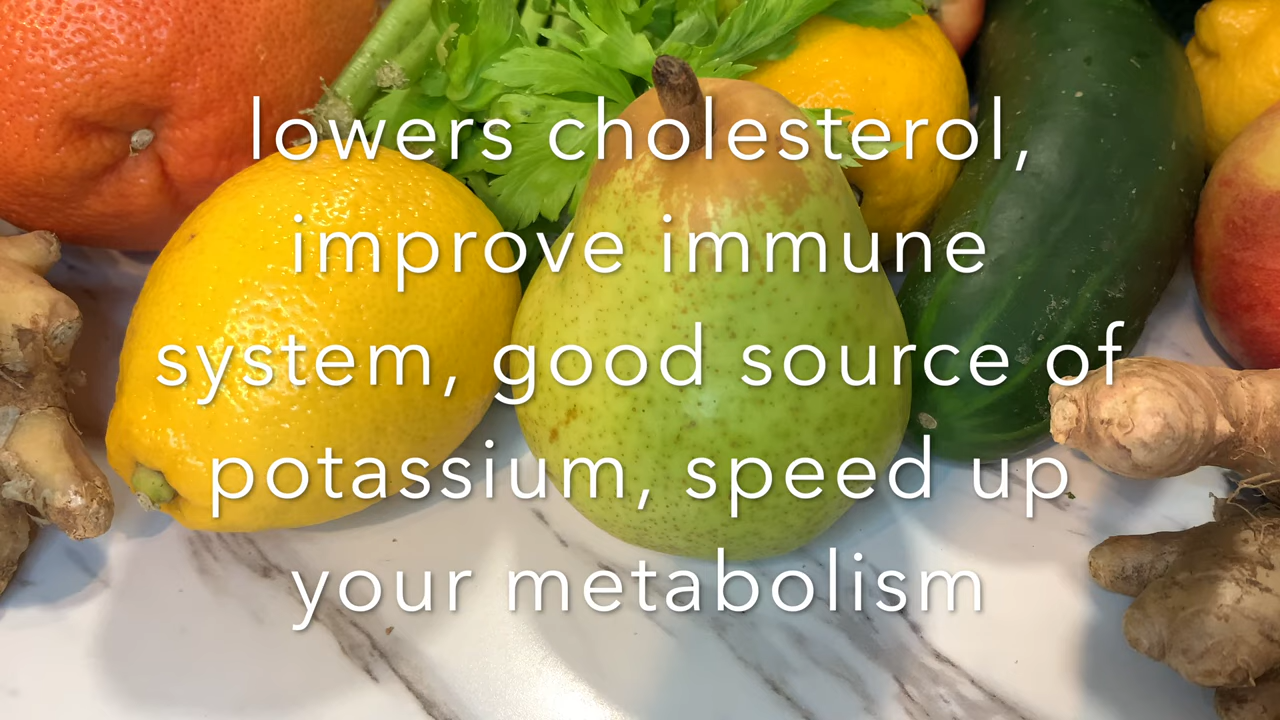 lowers cholesterol,
improve immune
system, good source of
potassium, speed up
your metabolism